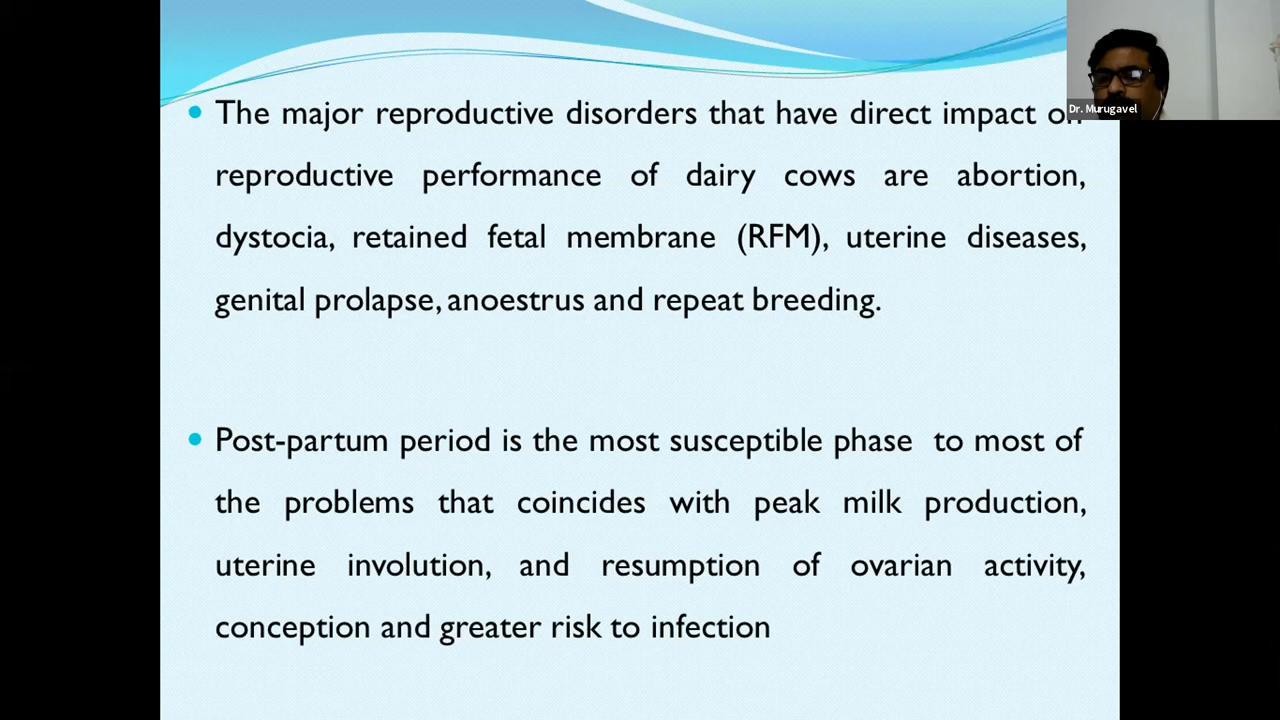 • The major reproductive disorders that have direct impact on
reproductive performance of dairy cows are abortion,
dystocia, retained fetal membrane (RFM), uterine diseases,
genital prolapse, anoestrus and repeat breeding.
• Post-partum period is the most susceptible phase to most of
the problems that coincides with peak milk production,
uterine involution, and resumption of ovarian activity,
conception and greater risk to infection
Dr. Murugavel